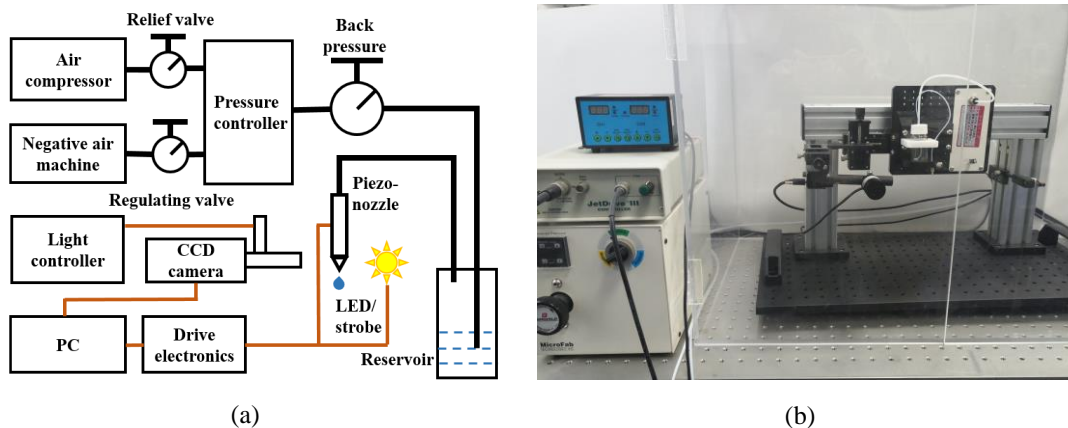 Relief valve
Back
pressure
Air
compressor
Pressure
controller
Negative air
machine
Regulating valve
Piezo-
nozzle
Light
controller
CCD
camera
LED/
strobe
PC
Drive
electronics
Reservoir
JetDrive III
MicroFab
(a)
(b)